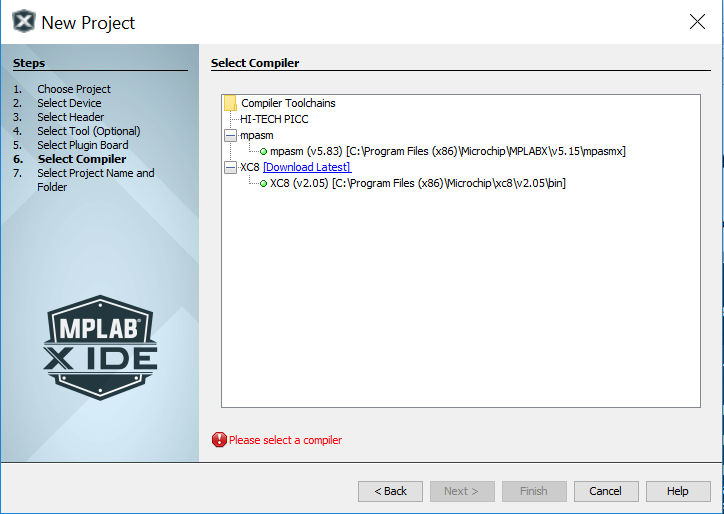 New Project
Steps
1. Choose Project
2. Select Device
3. Select Header
4. Select Tool (Optional)
5. Select Plugin Board
6. Select Compiler
7. Select Project Name and
Folder
MPLAB®
X IDE
Select Compiler
Compiler Toolchains
HI-TECH PICC
mpasm
mpasm (v5.83) [C:\Program Files (x86)\Microchip\MPLABX\v5.15\mpasmx]
XC8 [Download Latest]
XC8 (v2.05) [C:\Program Files (x86)\Microchip\xc8\v2.05\bin]
Please select a compiler
< Back
Next >
Finish
Cancel
Help